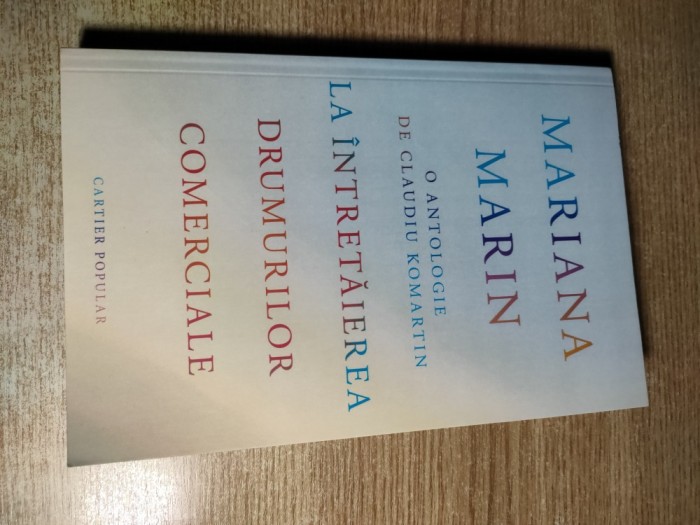 MARIANA
MARIN
O ANTOLOGIE
DE CLAUDIU KOMARTIN
LA ÎNTRETĂIEREA
DRUMURILOR
COMERCIALE
CARTIER POPULAR